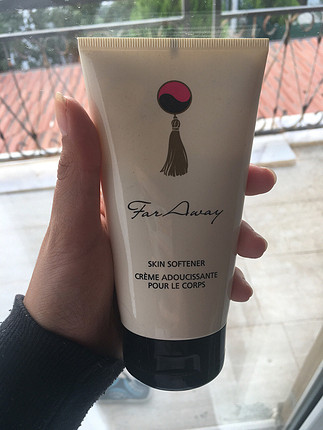 Far Away
SKIN SOFTENER
CRÈME ADOUCISSANTE
POUR LE CORPS